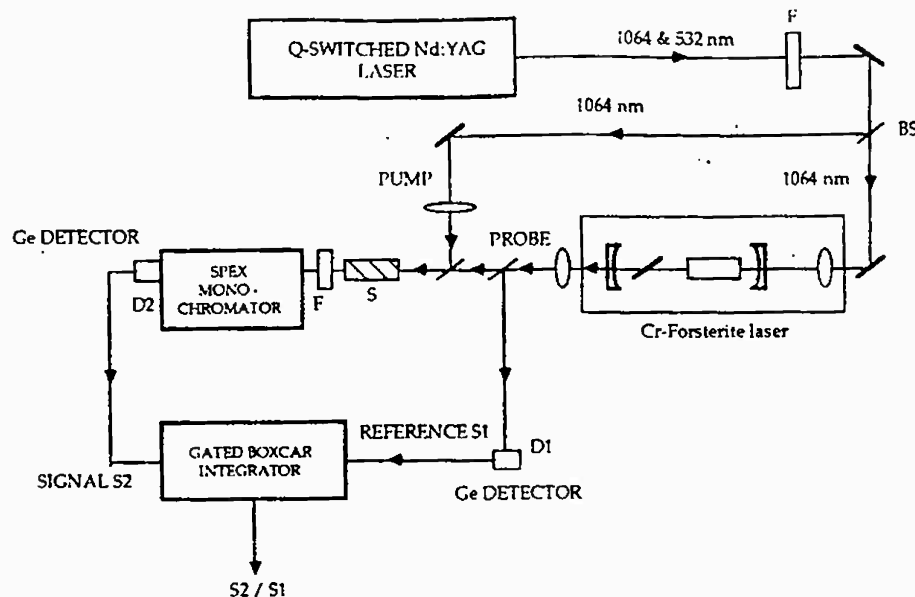 Q-SWITCHED Nd:YAG
LASER
1064 & 532 nm
F
1064 nm
BS
PUMP
1064 nm
Ge DETECTOR
PROBE
SPEX
MONO-
CHROMATOR
D2
F
S
Cr-Forsterite laser
REFERENCE S1
D1
GATED BOXCAR
INTEGRATOR
SIGNAL S2
Ge DETECTOR
S2 / S1